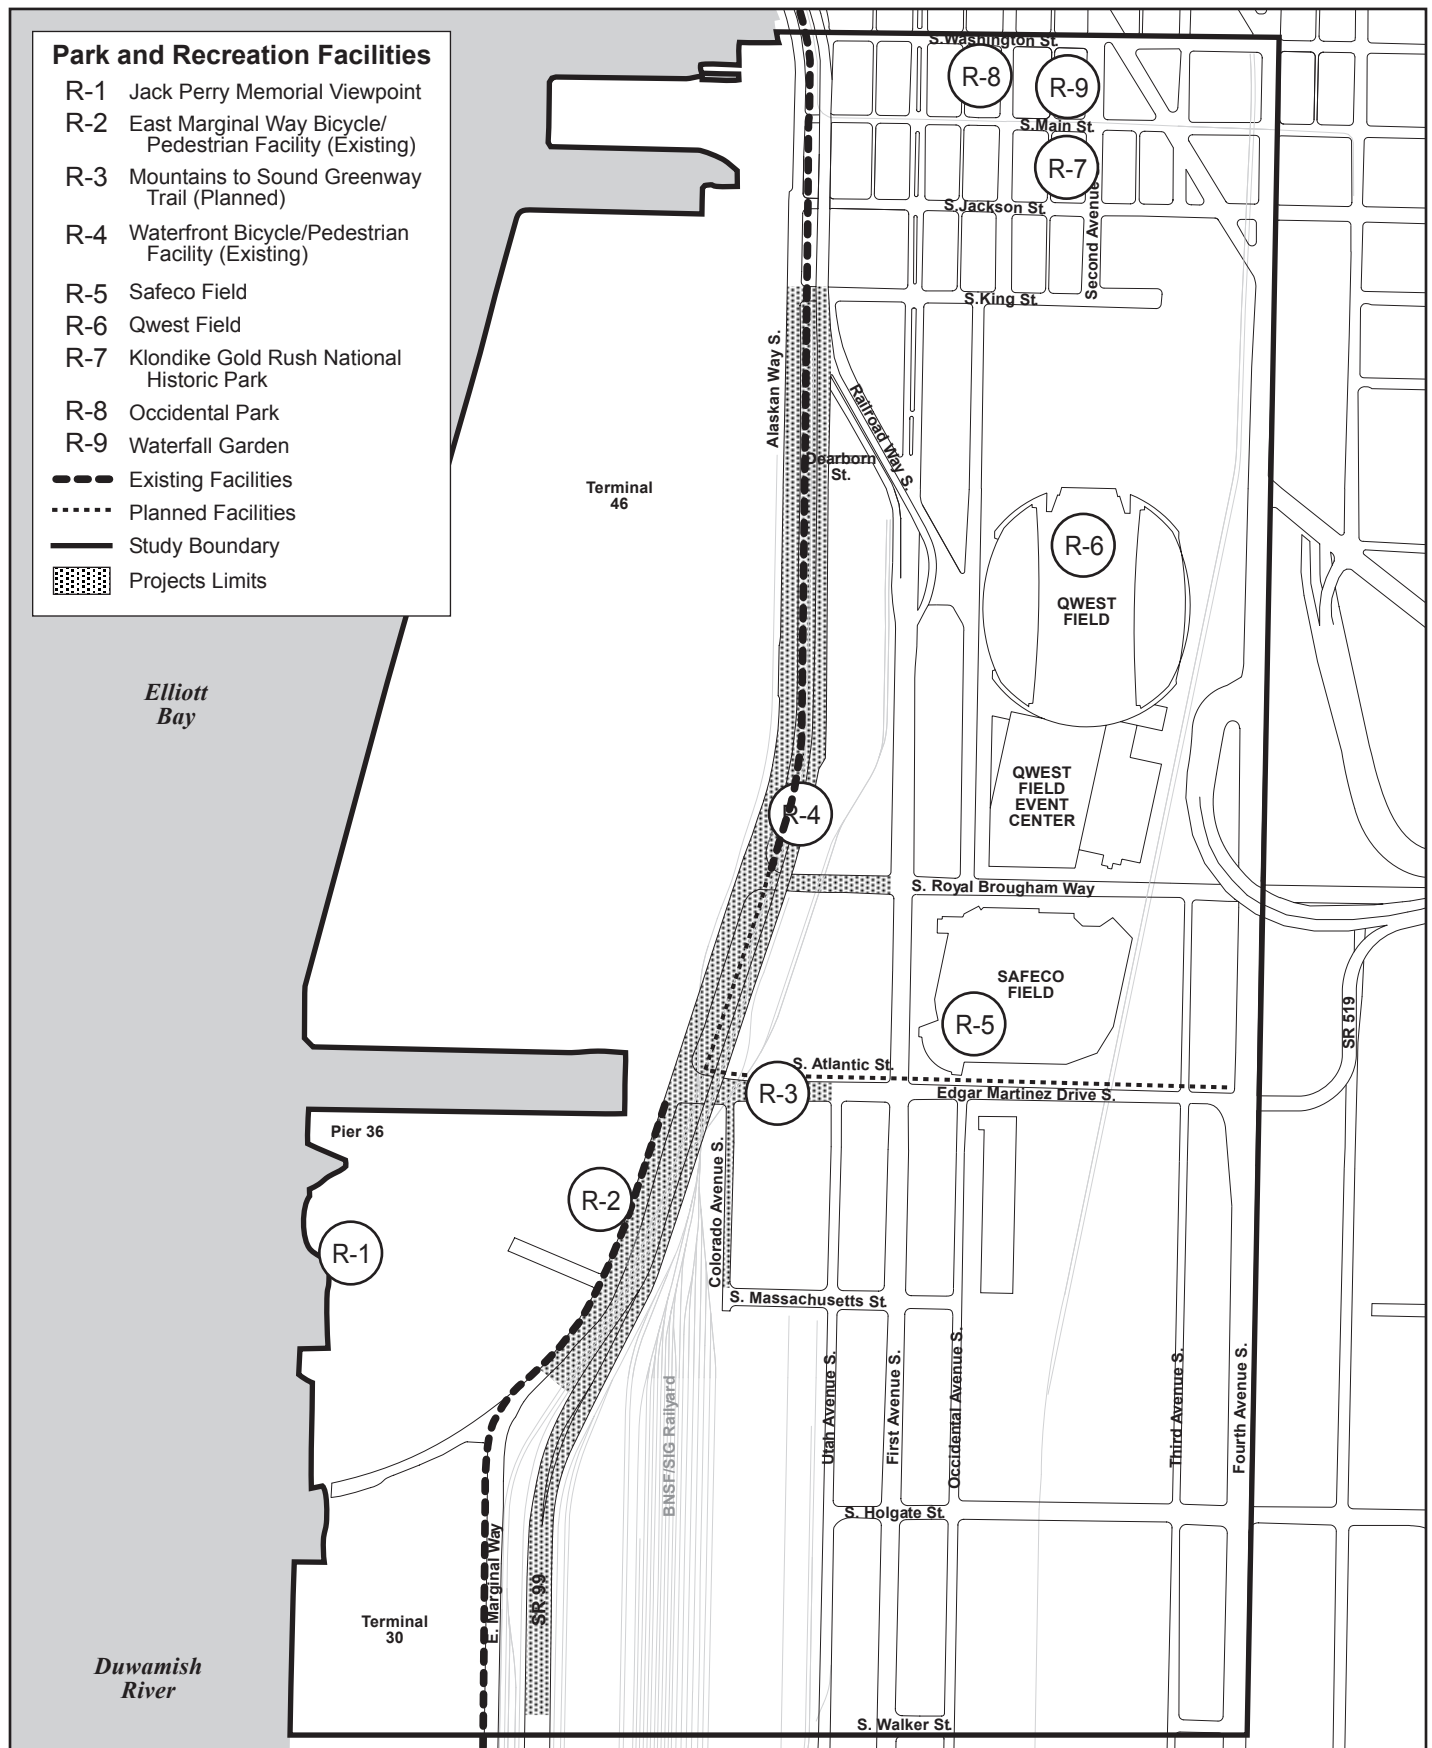 Park and Recreation Facilities
R-1 Jack Perry Memorial Viewpoint
R-2 East Marginal Way Bicycle/
Pedestrian Facility (Existing)
R-3 Mountains to Sound Greenway
Trail (Planned)
R-4 Waterfront Bicycle/Pedestrian
Facility (Existing)
R-5 Safeco Field
R-6 Qwest Field
R-7 Klondike Gold Rush National
Historic Park
R-8 Occidental Park
R-9 Waterfall Garden
Existing Facilities
Planned Facilities
Study Boundary
Projects Limits
S.Washington St.
R-8
R-9
S.Main St.
R-7
S.Jackson St.
Second Avenue
S.King St.
Alaskan Way S.
Railroad Way S.
Dearborn
St.
Terminal
46
R-6
QWEST
FIELD
Elliott
Bay
QWEST
FIELD
EVENT
CENTER
R-4
S. Royal Brougham Way
SAFECO
FIELD
R-5
SR 519
S. Atlantic St.
R-3
Edgar Martinez Drive S.
Pier 36
R-2
R-1
Colorado Avenue S.
S. Massachusetts St.
BNSF/SIG Railyard
Utah Avenue S.
First Avenue S.
Occidental Avenue S.
Third Avenue S.
Fourth Avenue S.
S. Holgate St.
E. Marginal Way
SR 99
Terminal
30
Duwamish
River
S. Walker St.